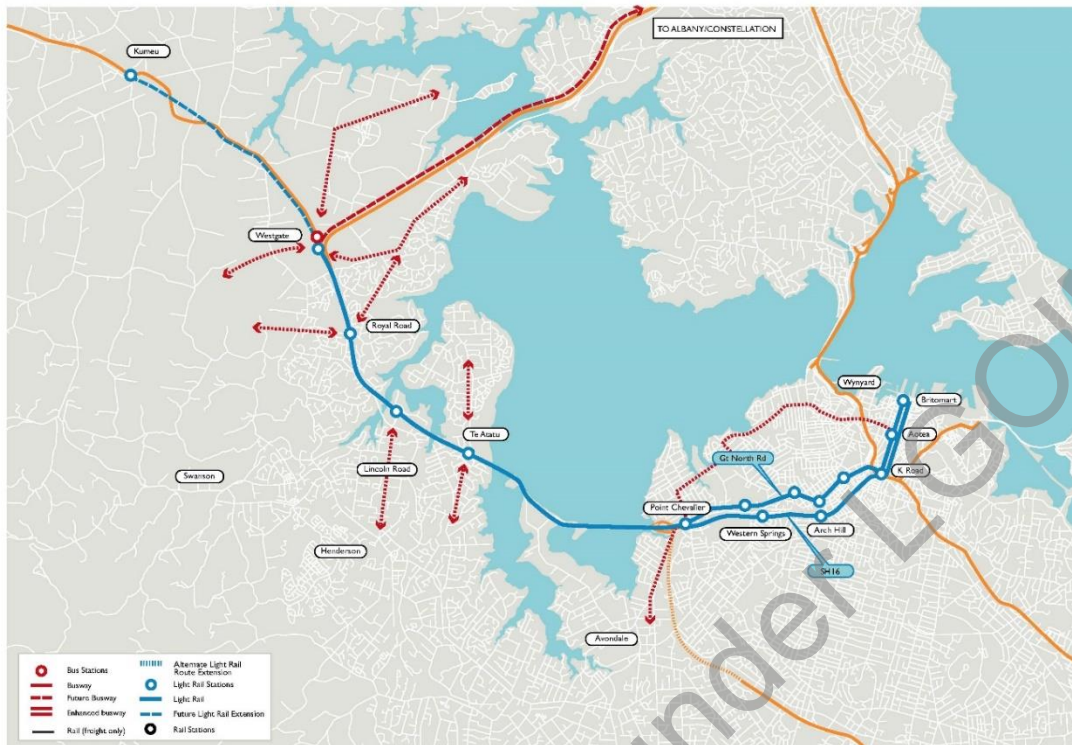 TO ALBANY/CONSTELLATION
Kumeu
Westgate
Royal Road
Te Atatu
Lincoln Road
Swanson
Henderson
Wynyard
Britomart
Aotea
Gt North Rd
K Road
Point Chevalier
Western Springs
Arch Hill
SH16
Avondale
Bus Stations
Busway
Future Busway
Enhanced busway
Rail (freight only)
Alternate Light Rail
Route Extension
Light Rail Stations
Light Rail
Future Light Rail Extension
Rail Stations
under LGOI